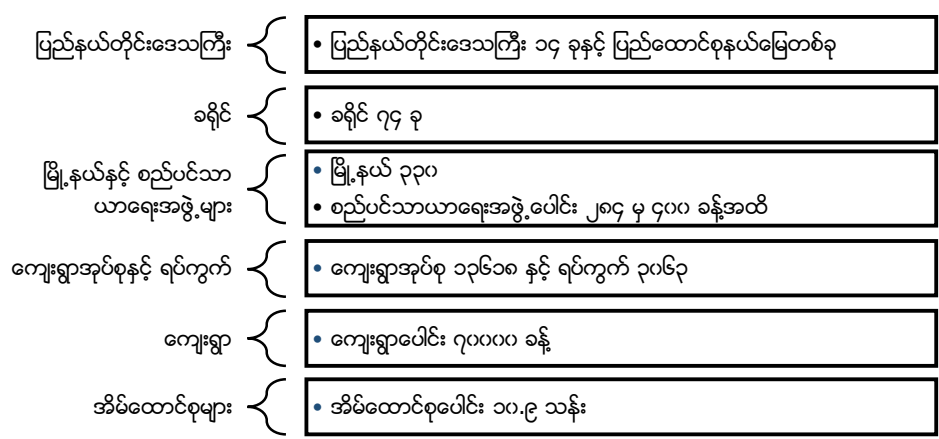 ပြည်နယ်တိုင်းဒေသကြီး
• ပြည်နယ်တိုင်းဒေသကြီး ၁၄ ခုနှင့် ပြည်ထောင်စုနယ်မြေတစ်ခု
ခရိုင်
• ခရိုင် ၇၄ ခု
မြို့နယ်နှင့် စည်ပင်သာ
ယာရေးအဖွဲ့များ
• မြို့နယ် ၃၃၀
• စည်ပင်သာယာရေးအဖွဲ့ပေါင်း ၂၈၄ မှ ၄၀၀ ခန့်အထိ
ကျေးရွာအုပ်စုနှင့် ရပ်ကွက်
• ကျေးရွာအုပ်စု ၁၃၆၁၈ နှင့် ရပ်ကွက် ၃၀၆၃
ကျေးရွာ
• ကျေးရွာပေါင်း ၇၀၀၀၀ ခန့်
အိမ်ထောင်စုများ
• အိမ်ထောင်စုပေါင်း ၁၀.၉ သန်း